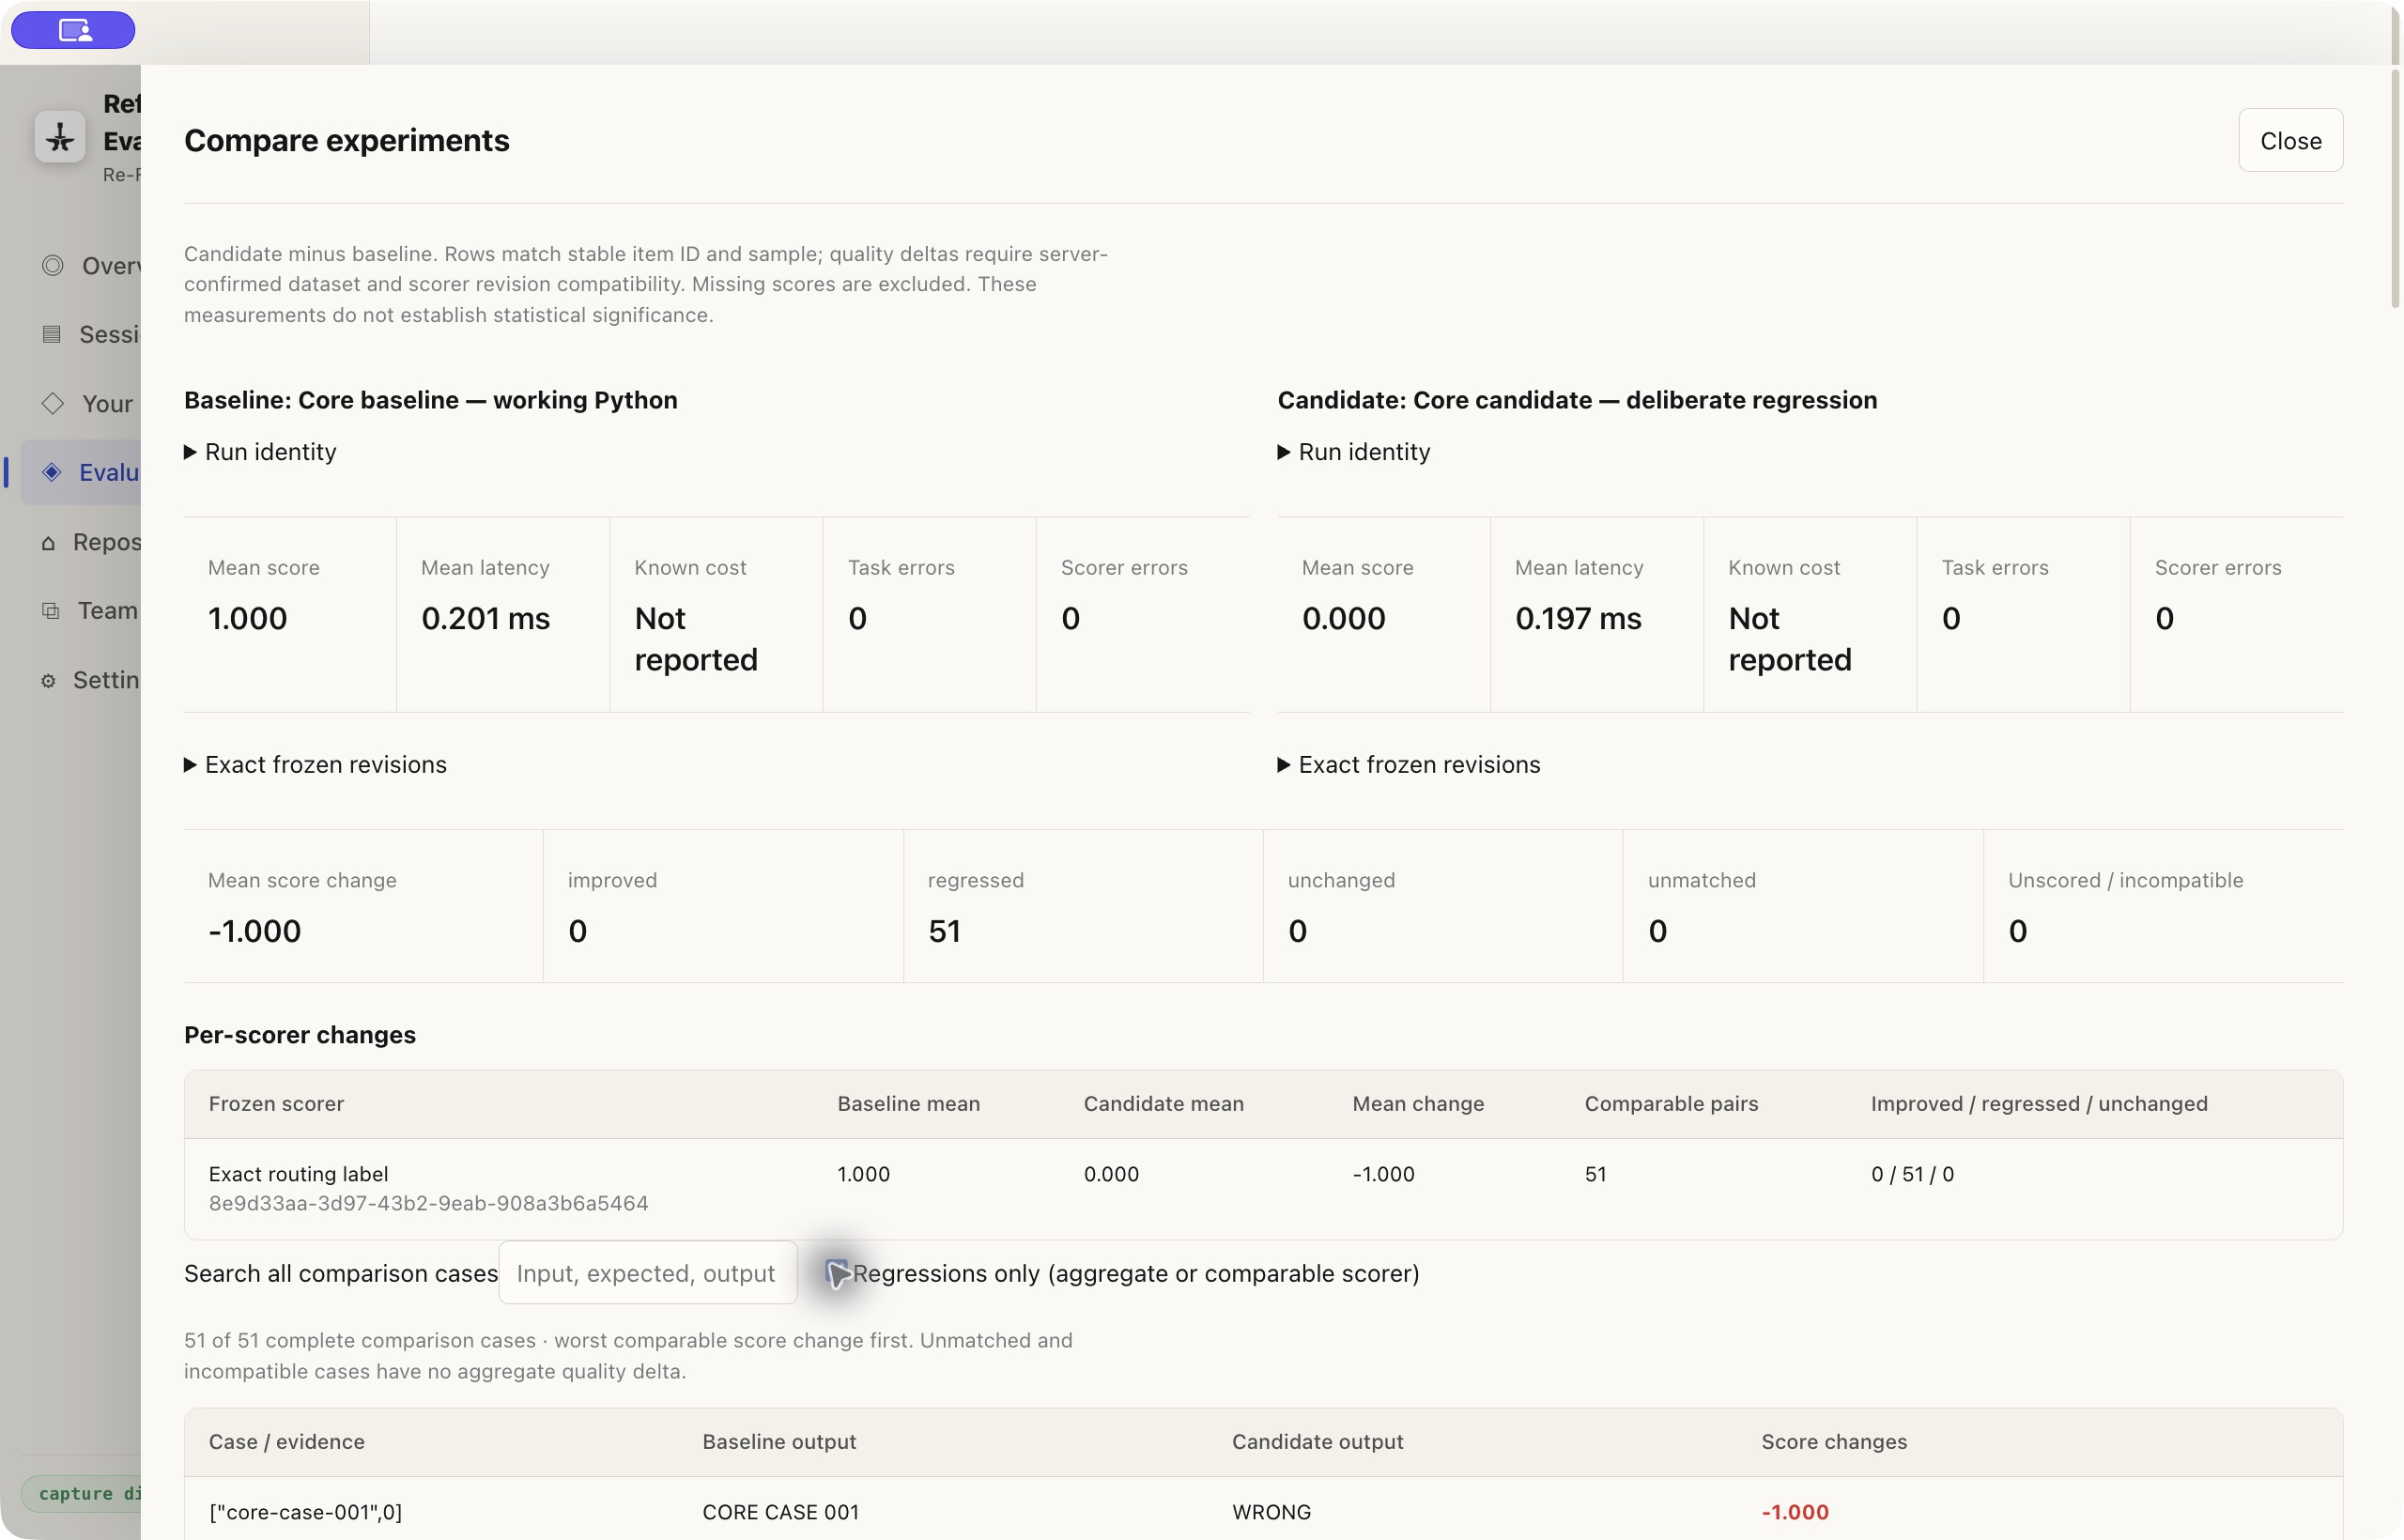 Compare experiments
Close
Candidate minus baseline. Rows match stable item ID and sample; quality deltas require server-
confirmed dataset and scorer revision compatibility. Missing scores are excluded. These
measurements do not establish statistical significance.
Ref
Eva
Re-F
Overv
Sessi
Your
Evalu
Repos
Team
Settin
capture di
Baseline: Core baseline — working Python
Run identity
Mean score
Mean latency
Known cost
Task errors
Scorer errors
1.000
0.201 ms
Not
reported
0
0
Exact frozen revisions
Candidate: Core candidate — deliberate regression
Run identity
Mean score
Mean latency
Known cost
Task errors
Scorer errors
0.000
0.197 ms
Not
reported
0
0
Exact frozen revisions
Mean score change
improved
regressed
unchanged
unmatched
Unscored / incompatible
-1.000
0
51
0
0
0
Per-scorer changes
Frozen scorer Baseline mean Candidate mean Mean change Comparable pairs Improved / regressed / unchanged
Exact routing label 1.000 0.000 -1.000 51 0 / 51 / 0
8e9d33aa-3d97-43b2-9eab-908a3b6a5464
Search all comparison cases Input, expected, output Regressions only (aggregate or comparable scorer)
51 of 51 complete comparison cases · worst comparable score change first. Unmatched and
incompatible cases have no aggregate quality delta.
Case / evidence Baseline output Candidate output Score changes
["core-case-001",0] CORE CASE 001 WRONG -1.000